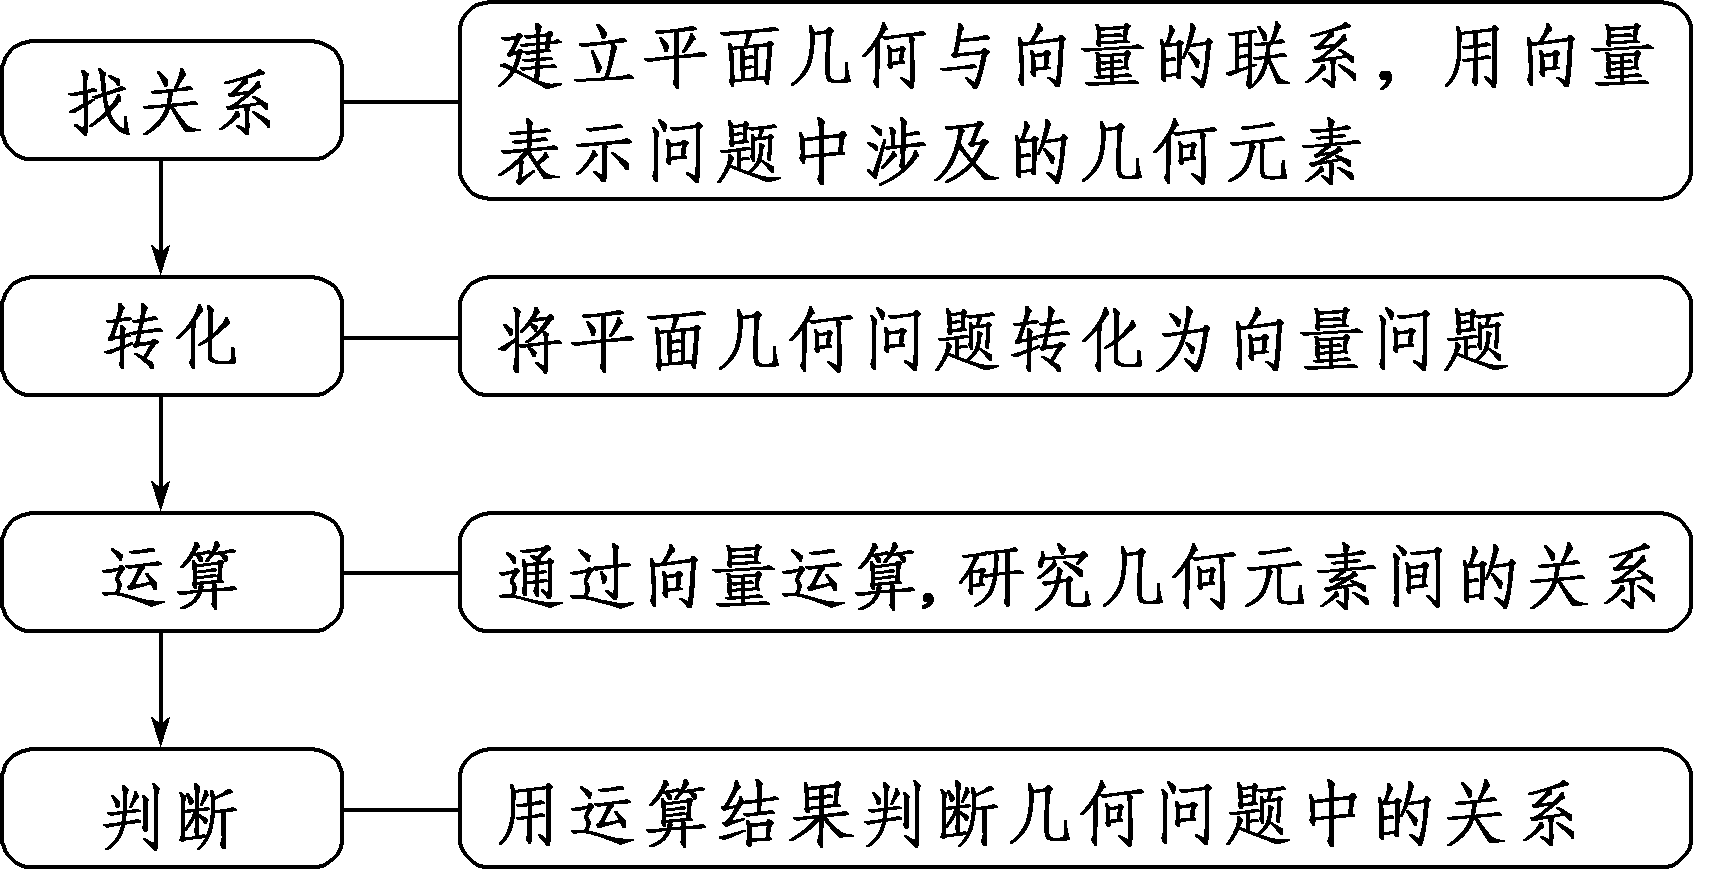 找关系
建立平面几何与向量的联系，用向量
表示问题中涉及的几何元素
转化
将平面几何问题转化为向量问题
运算
通过向量运算,研究几何元素间的关系
判断
用运算结果判断几何问题中的关系